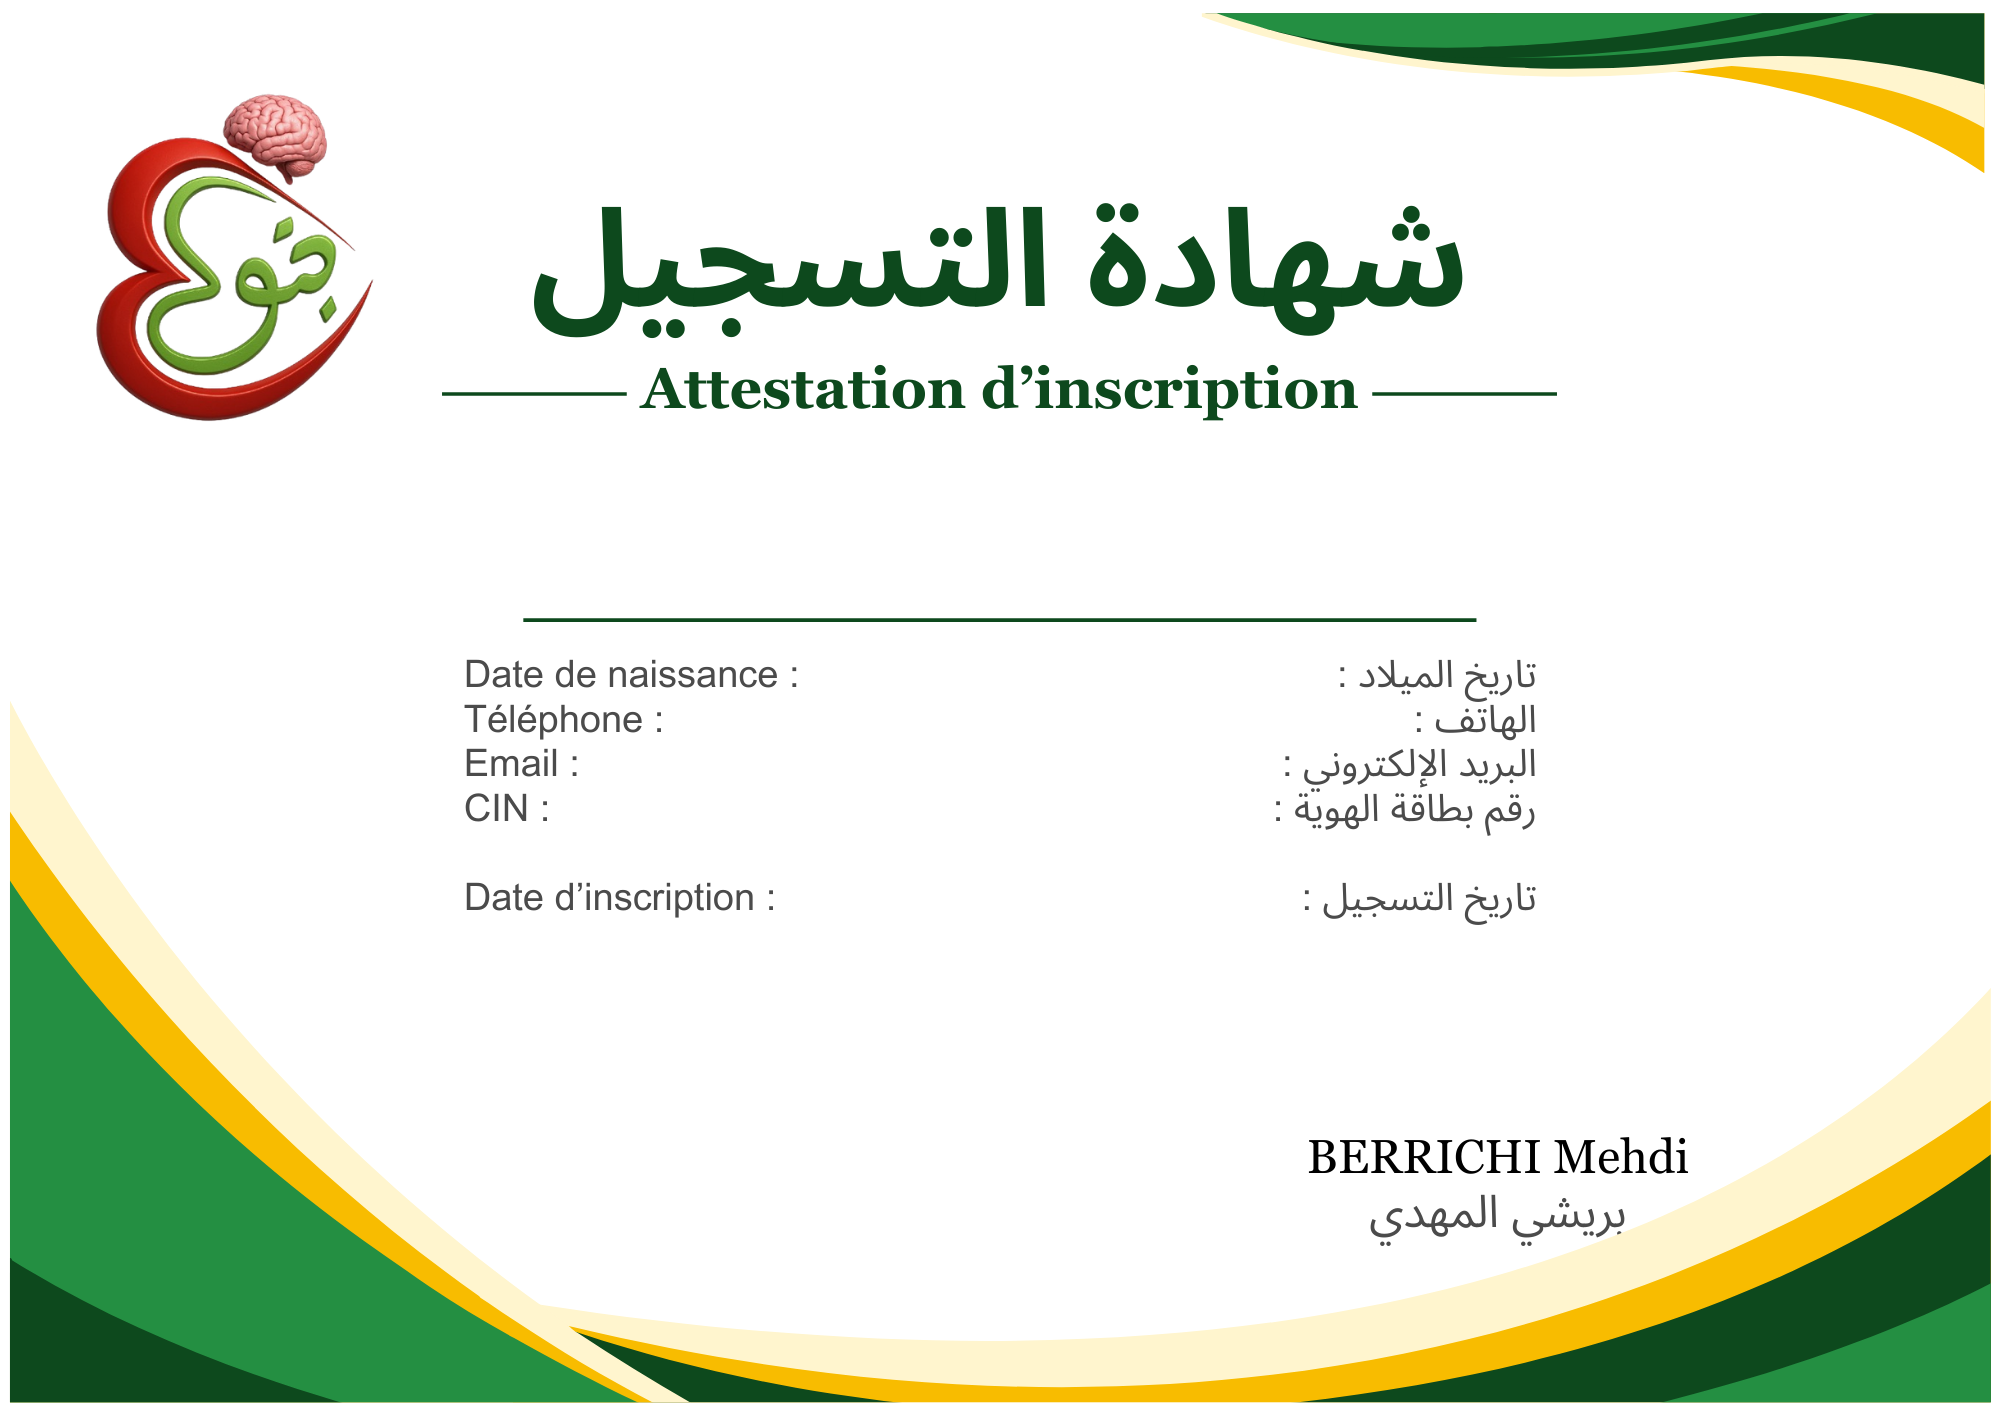 شهادة التسجيل
Attestation d’inscription
Date de naissance :
تاريخ الميلاد :
Téléphone :
الهاتف :
Email :
البريد الإلكتروني :
CIN :
رقم بطاقة الهوية :
Date d’inscription :
تاريخ التسجيل :
BERRICHI Mehdi
بريشي المهدي